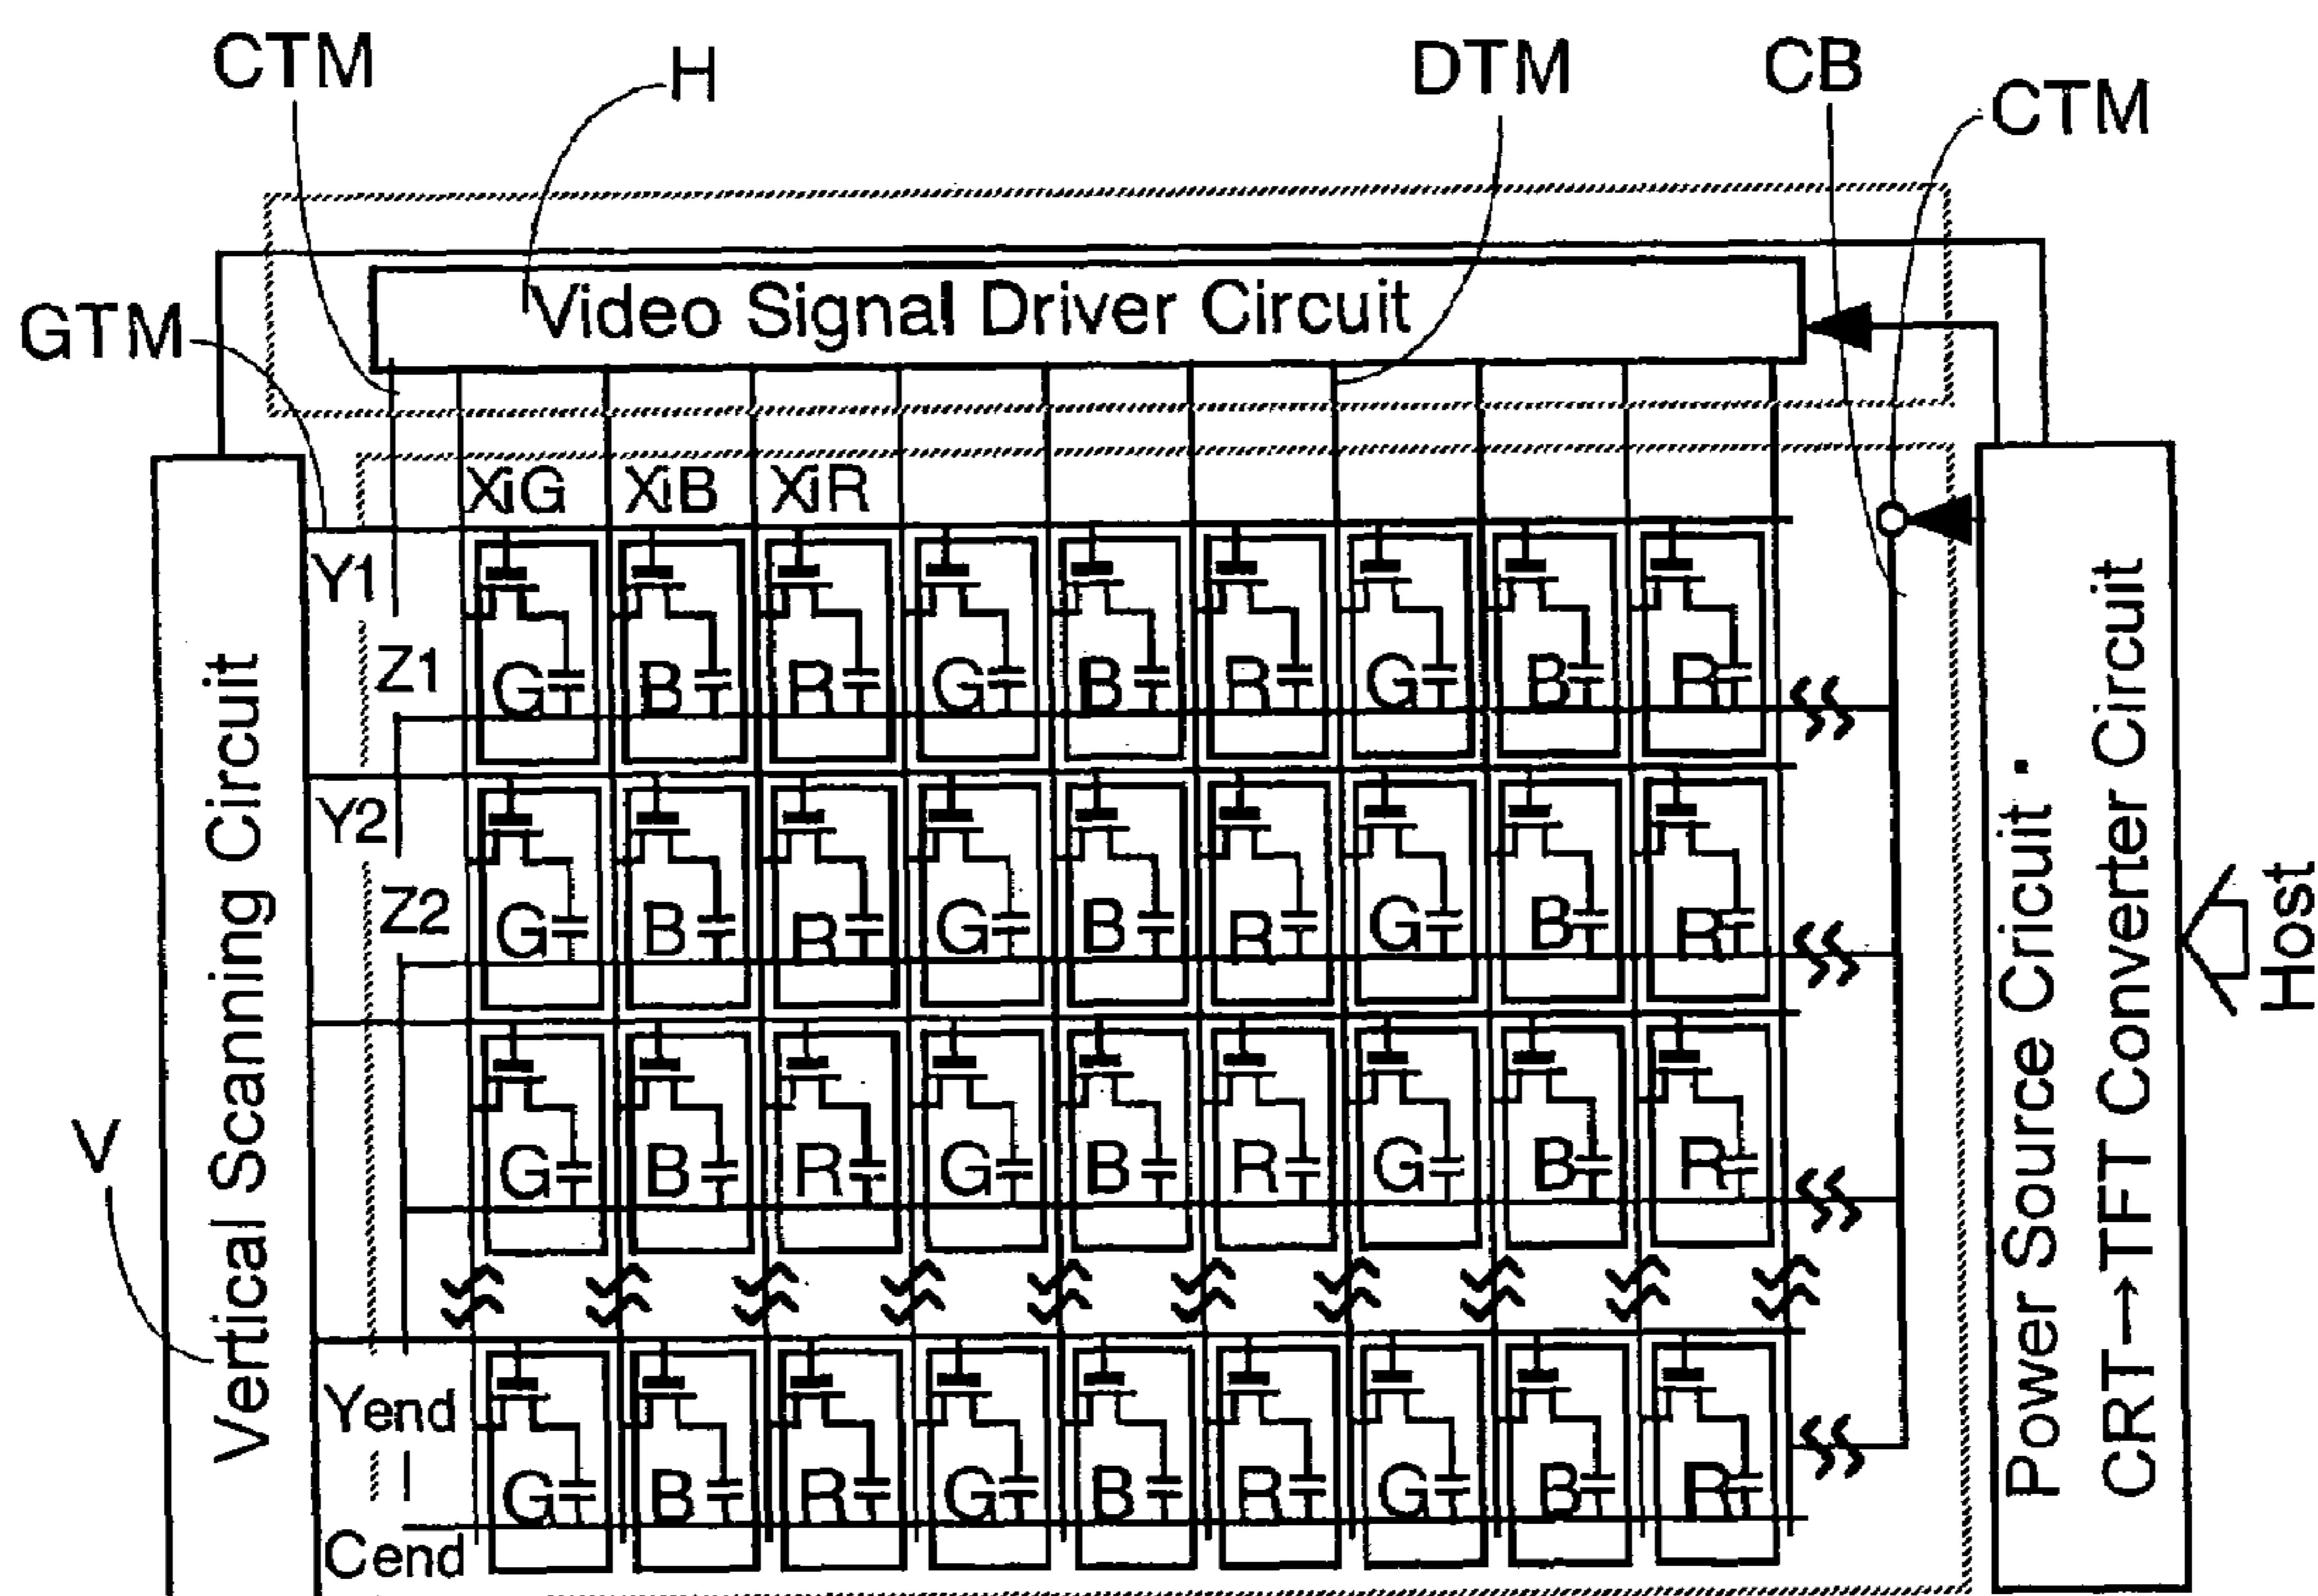 CTM H DTM CB CTM
GTM
Video Signal Driver Circuit
XiG XiB XiR
Y1
Z1
G B R G B R G B R
Y2
Z2
G B R G B R G B R
G B R G B R G B R
V
Yend
G B R G B R G B R
Cend
Vertical Scanning Circuit
Power Source Cricuit ·
CRT→TFT Converter Circuit
Host